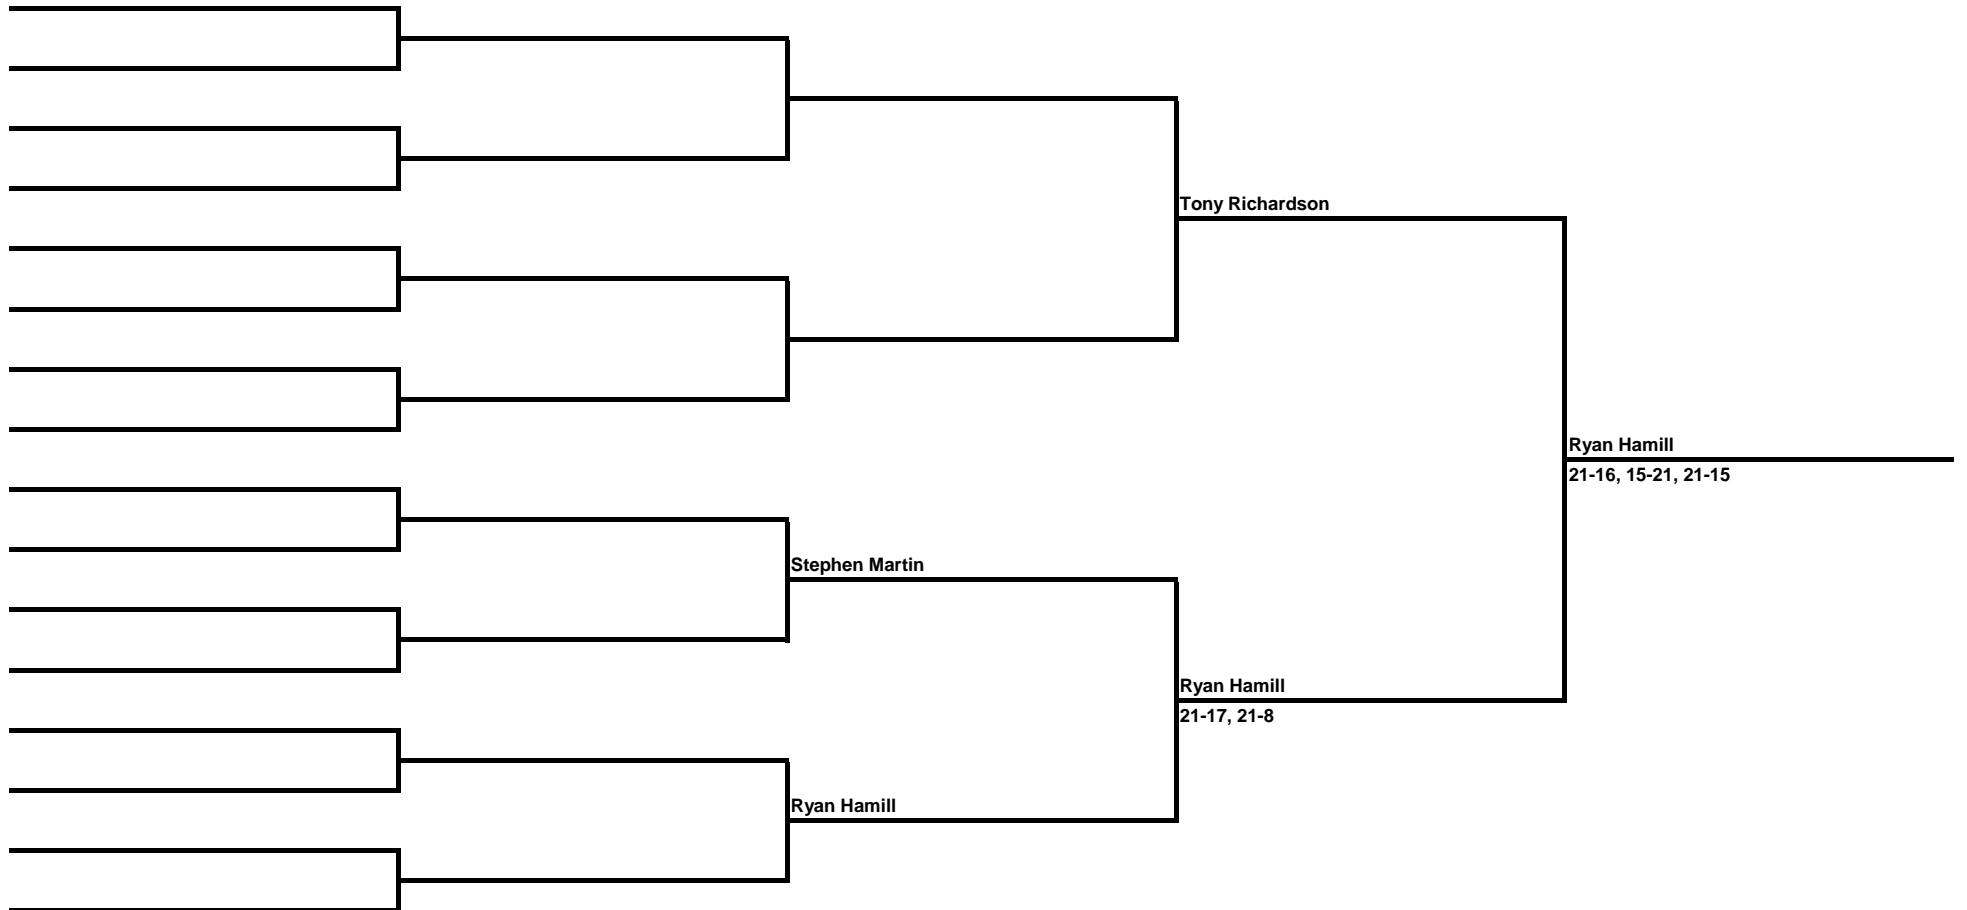 Tony Richardson
Ryan Hamill
21-16, 15-21, 21-15
Stephen Martin
Ryan Hamill
21-17, 21-8
Ryan Hamill